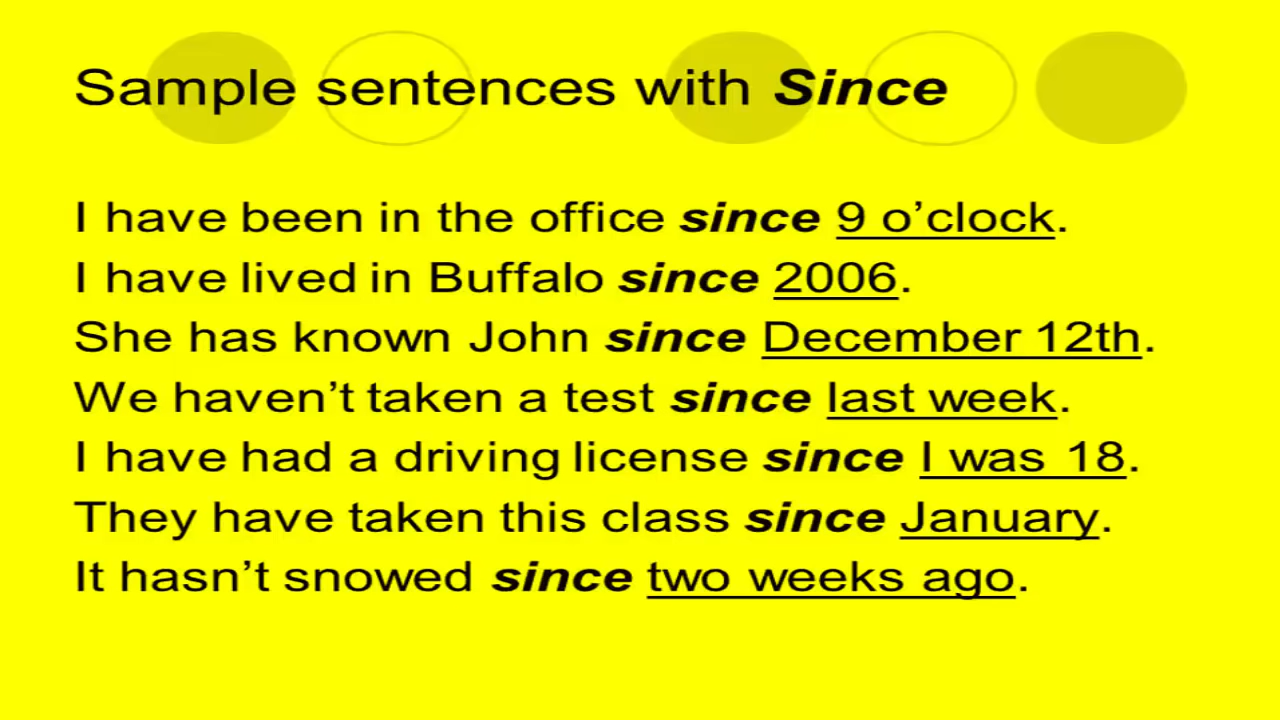 Sample sentences with Since
I have been in the office since 9 o’clock.
I have lived in Buffalo since 2006.
She has known John since December 12th.
We haven’t taken a test since last week.
I have had a driving license since I was 18.
They have taken this class since January.
It hasn’t snowed since two weeks ago.